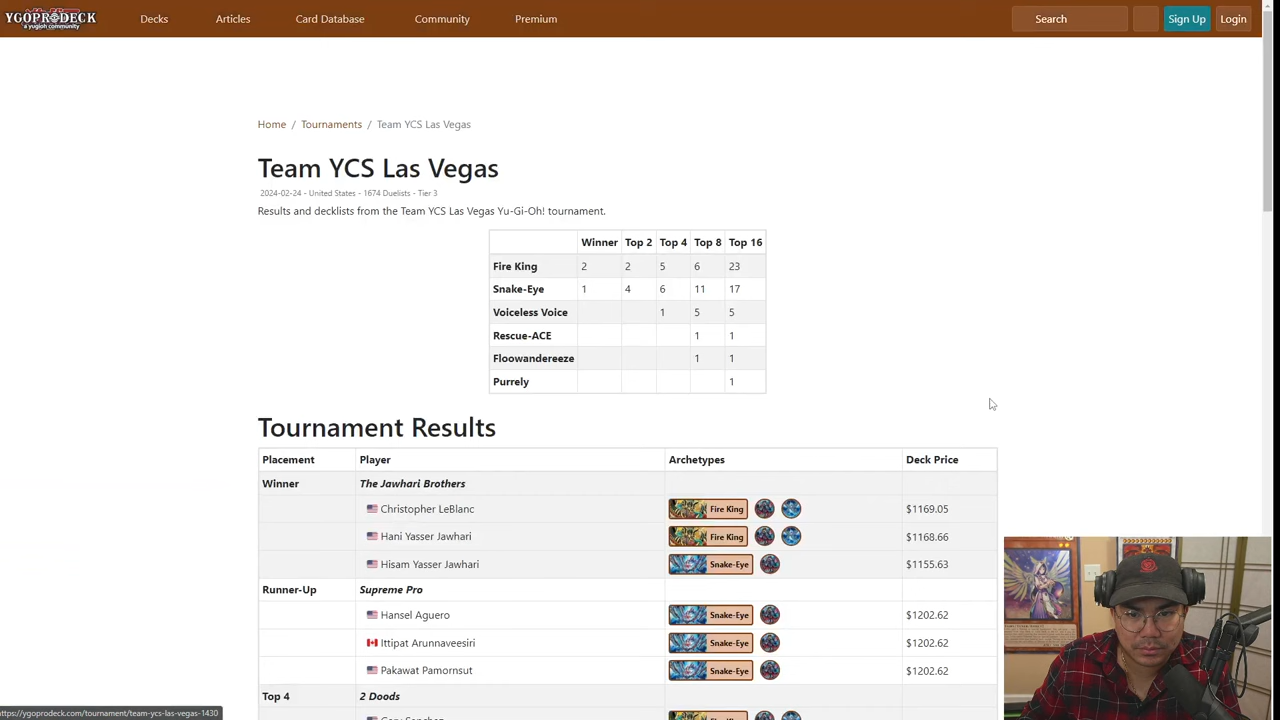 YGOPRODECK
a yugioh community
Decks
Articles
Card Database
Community
Premium
Search
Sign Up
Login
Home / Tournaments / Team YCS Las Vegas
Team YCS Las Vegas
2024-02-24 - United States - 1674 Duelists - Tier 3
Results and decklists from the Team YCS Las Vegas Yu-Gi-Oh! tournament.
Winner Top 2 Top 4 Top 8 Top 16
Fire King 2 2 5 6 23
Snake-Eye 1 4 6 11 17
Voiceless Voice 1 5 5
Rescue-ACE 1 1
Floowandereeze 1 1
Purrely 1
Tournament Results
Placement Player Archetypes Deck Price
Winner The Jawhari Brothers
Christopher LeBlanc Fire King $1169.05
Hani Yasser Jawhari Fire King $1168.66
Hisam Yasser Jawhari Snake-Eye $1155.63
Runner-Up Supreme Pro
Hansel Aguero Snake-Eye $1202.62
Ittipat Arunnaveesiri Snake-Eye $1202.62
Pakawat Pamornsut Snake-Eye $1202.62
Top 4 2 Doods
https://ygoprodeck.com/tournament/team-ycs-las-vegas-1430